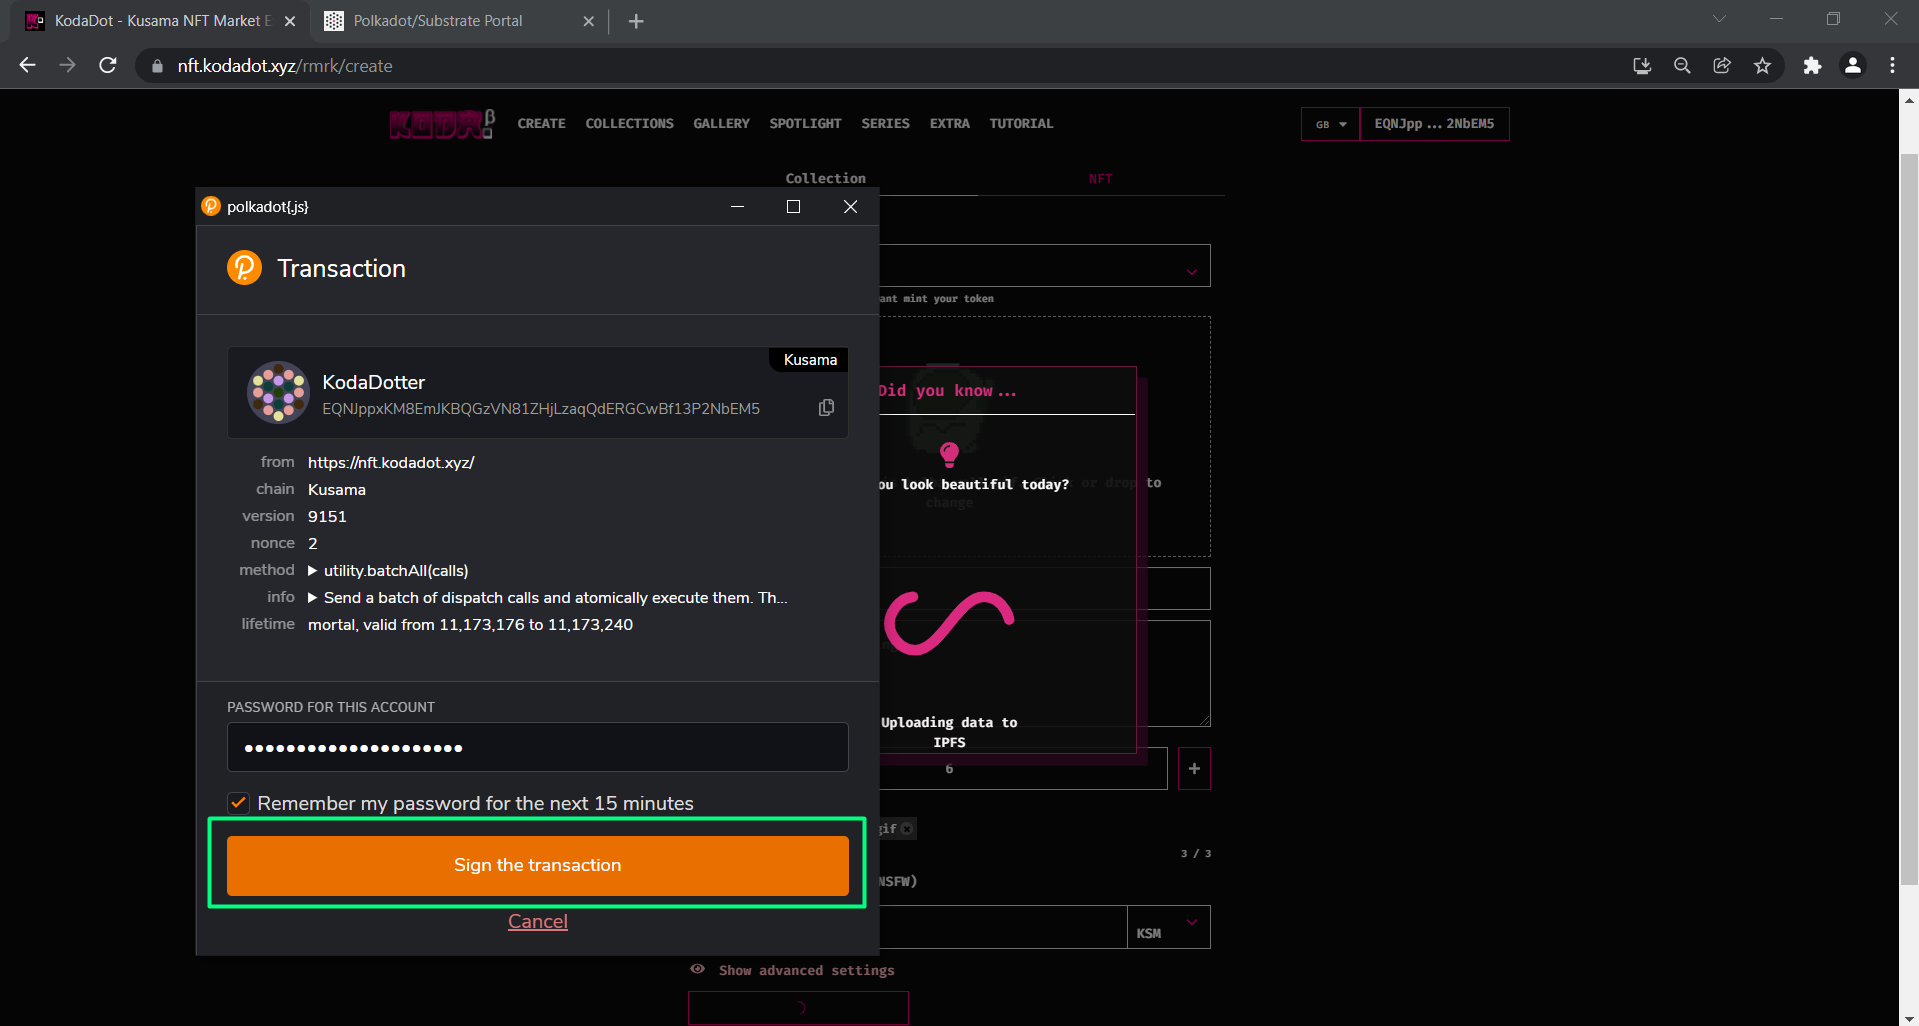 KodaDot - Kusama NFT Market E
Polkadot/Substrate Portal
nft.kodadot.xyz/rmrk/create
KODA β
CREATE COLLECTIONS GALLERY SPOTLIGHT SERIES EXTRA TUTORIAL
GB
EQNJpp ... 2NbEM5
Collection
NFT
polkadot{.js}
Transaction
Kusama
KodaDotter
EQNJppxKM8EmJKBQGzVN81ZHjLzaqQdERGCwBf13P2NbEM5
from https://nft.kodadot.xyz/
chain Kusama
version 9151
nonce 2
method utility.batchAll(calls)
info Send a batch of dispatch calls and atomically execute them. Th...
lifetime mortal, valid from 11,173,176 to 11,173,240
PASSWORD FOR THIS ACCOUNT
Remember my password for the next 15 minutes
Sign the transaction
Cancel
ant mint your token
Did you know...
ou look beautiful today?
or drop to
change
Uploading data to
IPFS
6
+
gif
3 / 3
NSFW)
KSM
Show advanced settings